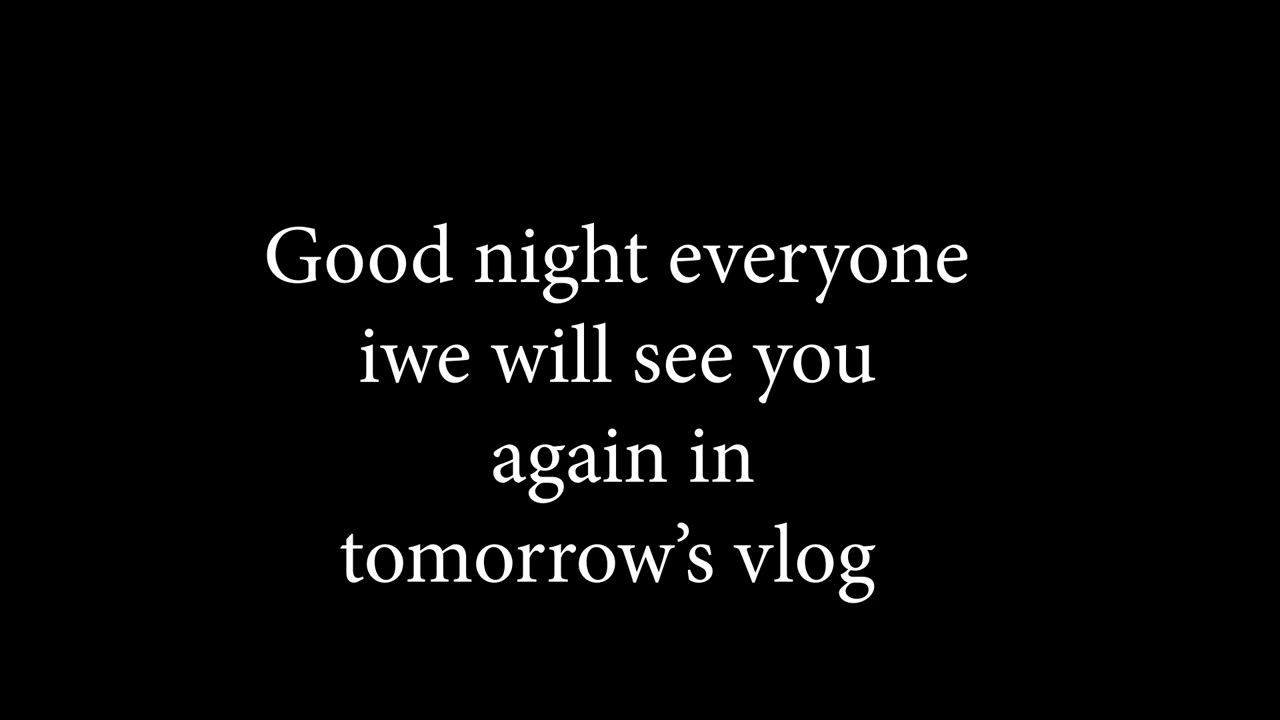 Good night everyone
iwe will see you
again in
tomorrow’s vlog